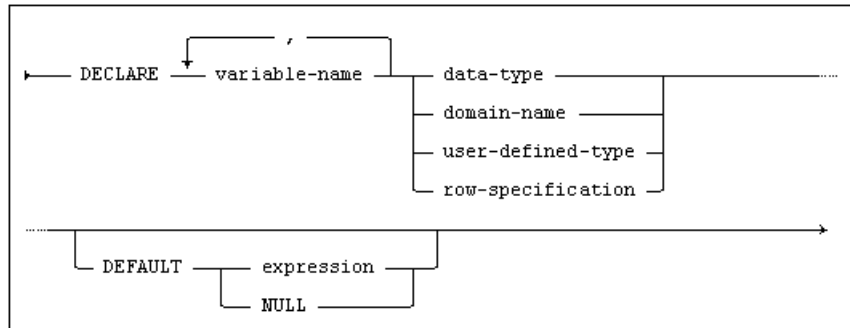 ,
DECLARE variable-name data-type
domain-name
user-defined-type
row-specification
DEFAULT expression
NULL